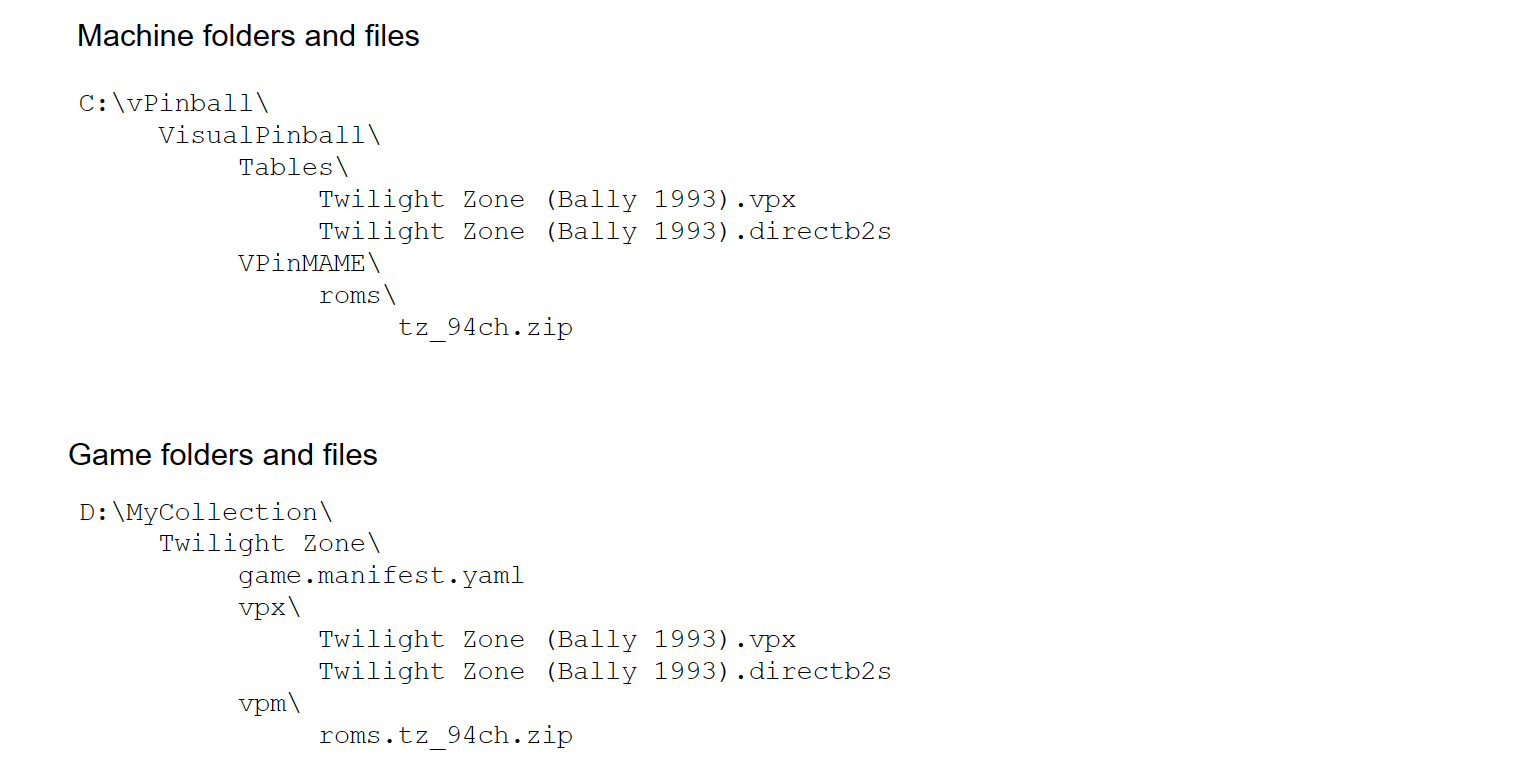 Machine folders and files
C:\vPinball\
VisualPinball\
Tables\
Twilight Zone (Bally 1993).vpx
Twilight Zone (Bally 1993).directb2s
VPinMAME\
roms\
tz_94ch.zip
Game folders and files
D:\MyCollection\
Twilight Zone\
game.manifest.yaml
vpx\
Twilight Zone (Bally 1993).vpx
Twilight Zone (Bally 1993).directb2s
vpm\
roms.tz_94ch.zip